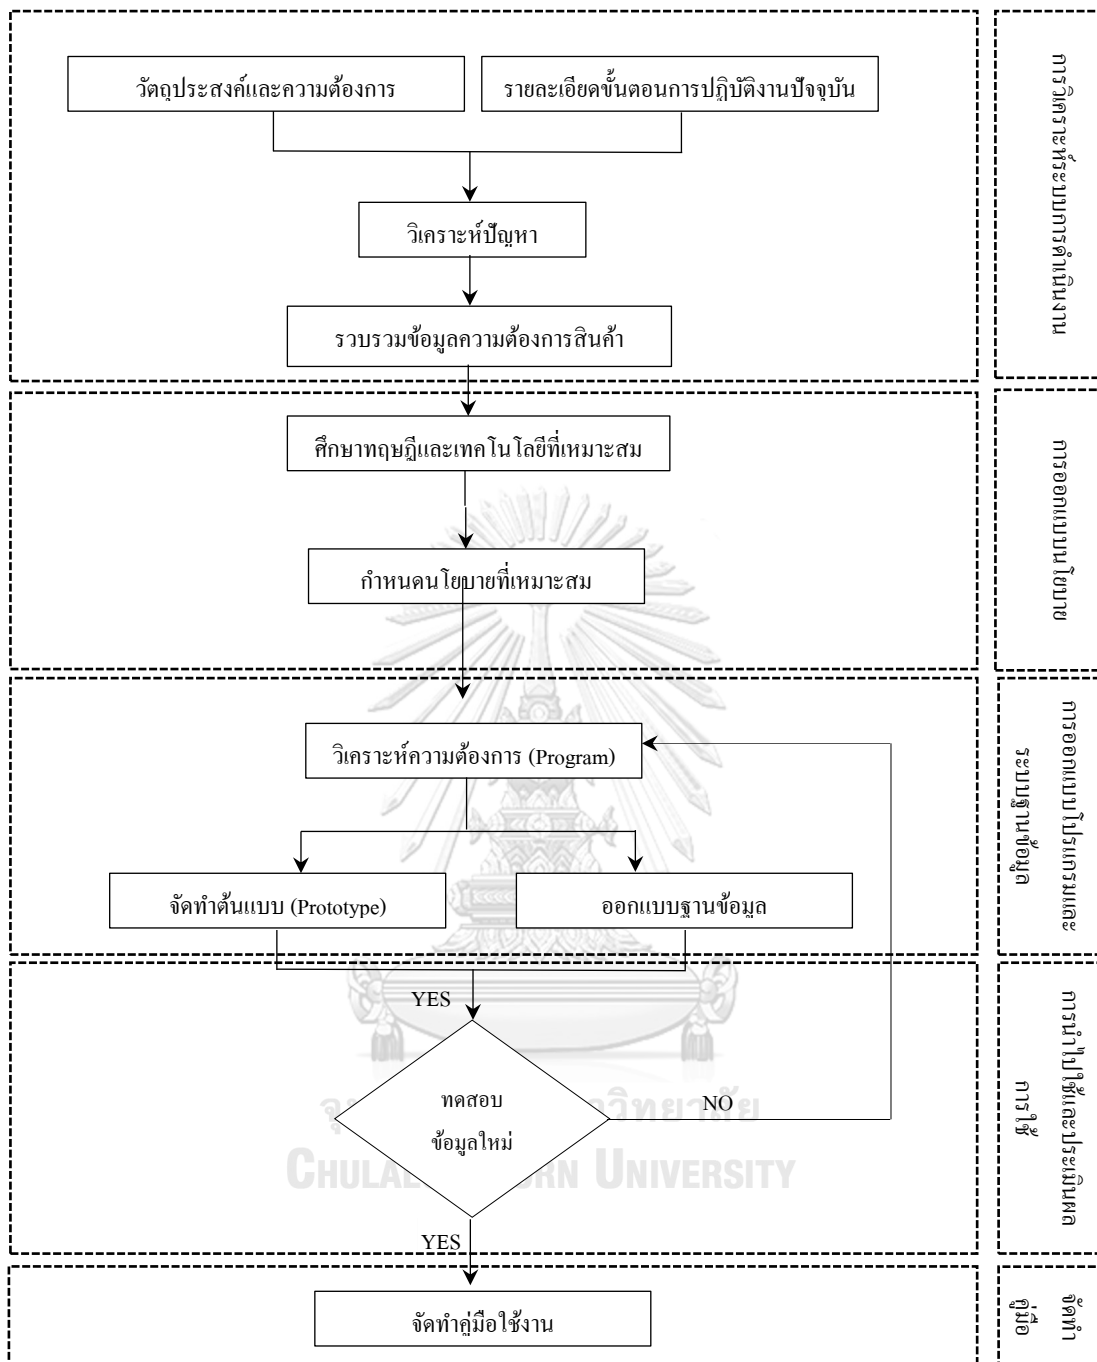 วัตถุประสงค์และความต้องการ
รายละเอียดขั้นตอนการปฏิบัติงานปัจจุบัน
วิเคราะห์ปัญหา
รวบรวมข้อมูลความต้องการสินค้า
การวิเคราะห์ระบบการดำเนินงาน
ศึกษาทฤษฎีและเทคโนโลยีที่เหมาะสม
กำหนดนโยบายที่เหมาะสม
การออกแบบนโยบาย
วิเคราะห์ความต้องการ (Program)
จัดทำต้นแบบ (Prototype)
ออกแบบฐานข้อมูล
การออกแบบโปรแกรมและ
ระบบฐานข้อมูล
YES
ทดสอบ
ข้อมูลใหม่
NO
YES
การนำไปใช้และประเมินผล
การใช้
จัดทำคู่มือใช้งาน
จัดทำ
คู่มือ
CHULALONGKORN UNIVERSITY